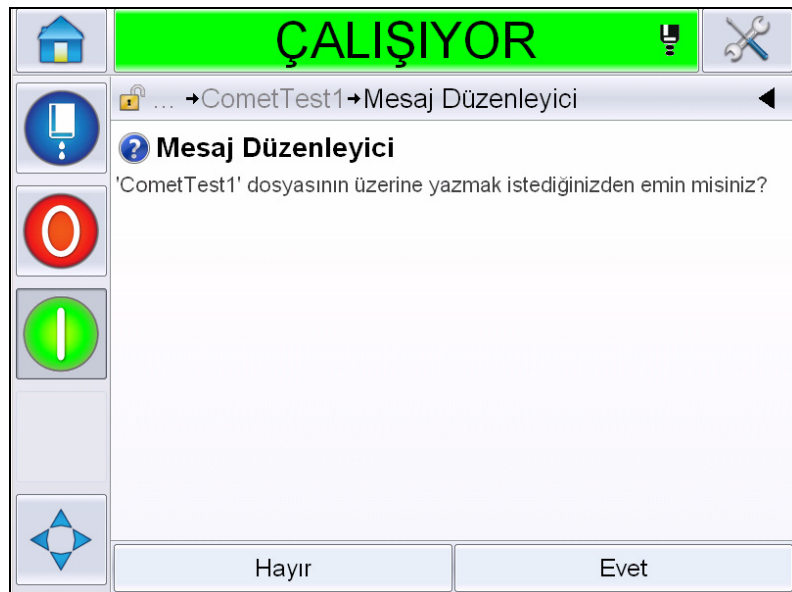 ÇALIŞIYOR
... →CometTest1→Mesaj Düzenleyici
Mesaj Düzenleyici
'CometTest1' dosyasının üzerine yazmak istediğinizden emin misiniz?
Hayır
Evet